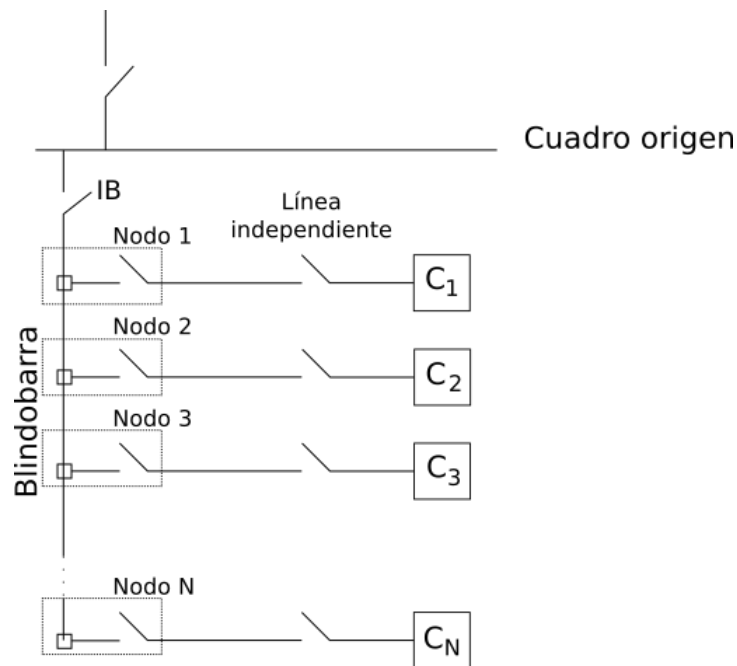 Cuadro origen
IB
Línea
independiente
Nodo 1
C1
Nodo 2
C2
Nodo 3
C3
Blindobarra
Nodo N
CN